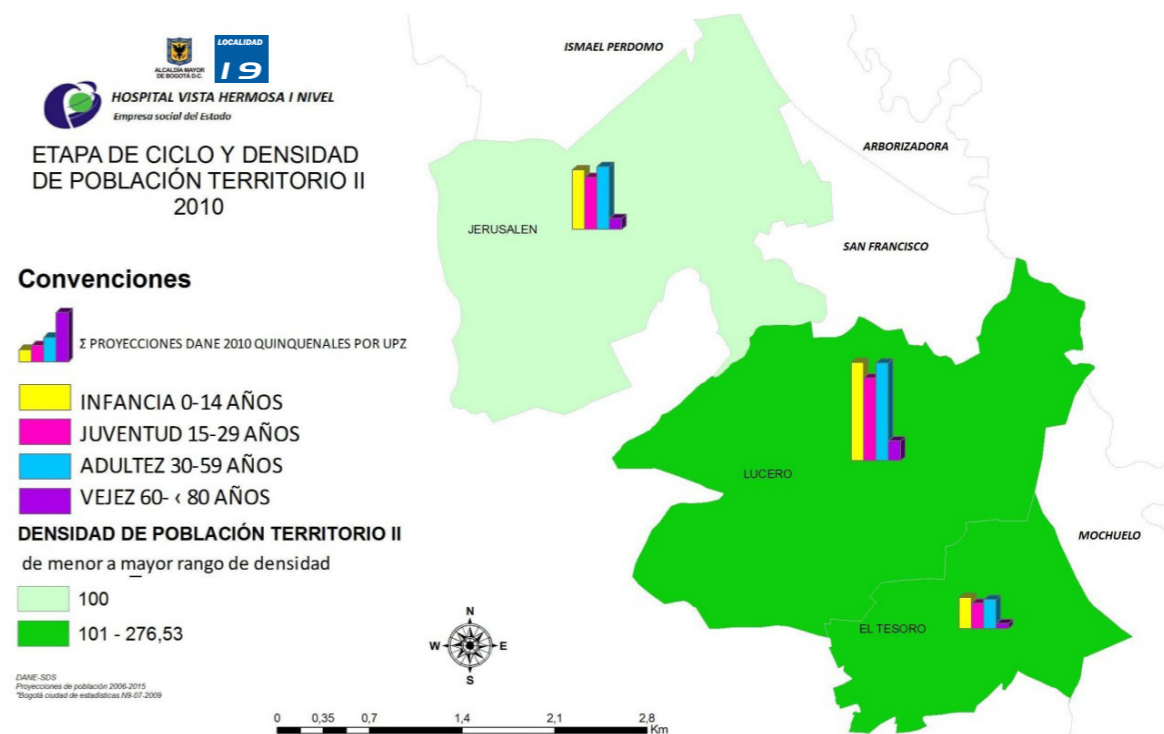 ALCALDÍA MAYOR
DE BOGOTÁ D.C.
LOCALIDAD
19
HOSPITAL VISTA HERMOSA I NIVEL
Empresa social del Estado
ETAPA DE CICLO Y DENSIDAD
DE POBLACIÓN TERRITORIO II
2010
Convenciones
Σ PROYECCIONES DANE 2010 QUINQUENALES POR UPZ
INFANCIA 0-14 AÑOS
JUVENTUD 15-29 AÑOS
ADULTEZ 30-59 AÑOS
VEJEZ 60- < 80 AÑOS
DENSIDAD DE POBLACIÓN TERRITORIO II
de menor a mayor rango de densidad
100
101 - 276,53
DANE-SDS
Proyecciones de población 2006-2015
"Bogotá ciudad de estadísticas N9-07-2009
ISMAEL PERDOMO
ARBORIZADORA
JERUSALEN
SAN FRANCISCO
LUCERO
MOCHUELO
EL TESORO
N
W E
S
0 0,35 0,7 1,4 2,1 2,8
Km